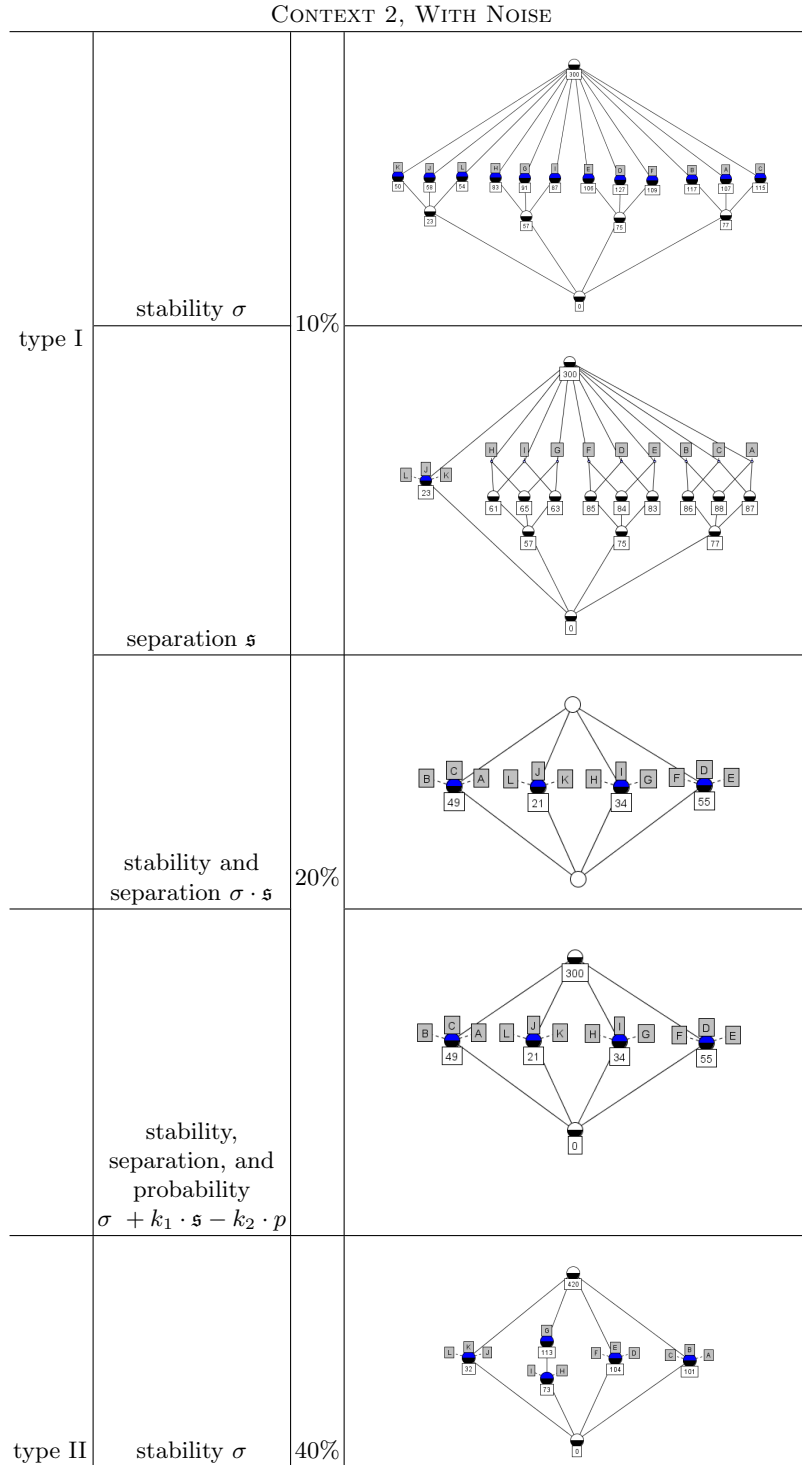 CONTEXT 2, WITH NOISE
300
K J L H G I E D F B A C
50 59 54 93 91 87 106 127 109 117 107 115
23 57 75 77
0
stability σ
10%
type I
300
H I G F D E B C A
L J K
23
61 65 63 85 84 83 86 88 87
57 75 77
0
separation 𝔰
B C A L J K H I G F D E
49 21 34 55
stability and
separation σ · 𝔰
20%
300
B C A L J K H I G F D E
49 21 34 55
0
stability,
separation, and
probability
σ + k₁ · 𝔰 − k₂ · p
420
G
113
L K J I H F E D C B A
32 73 104 101
0
type II stability σ 40%